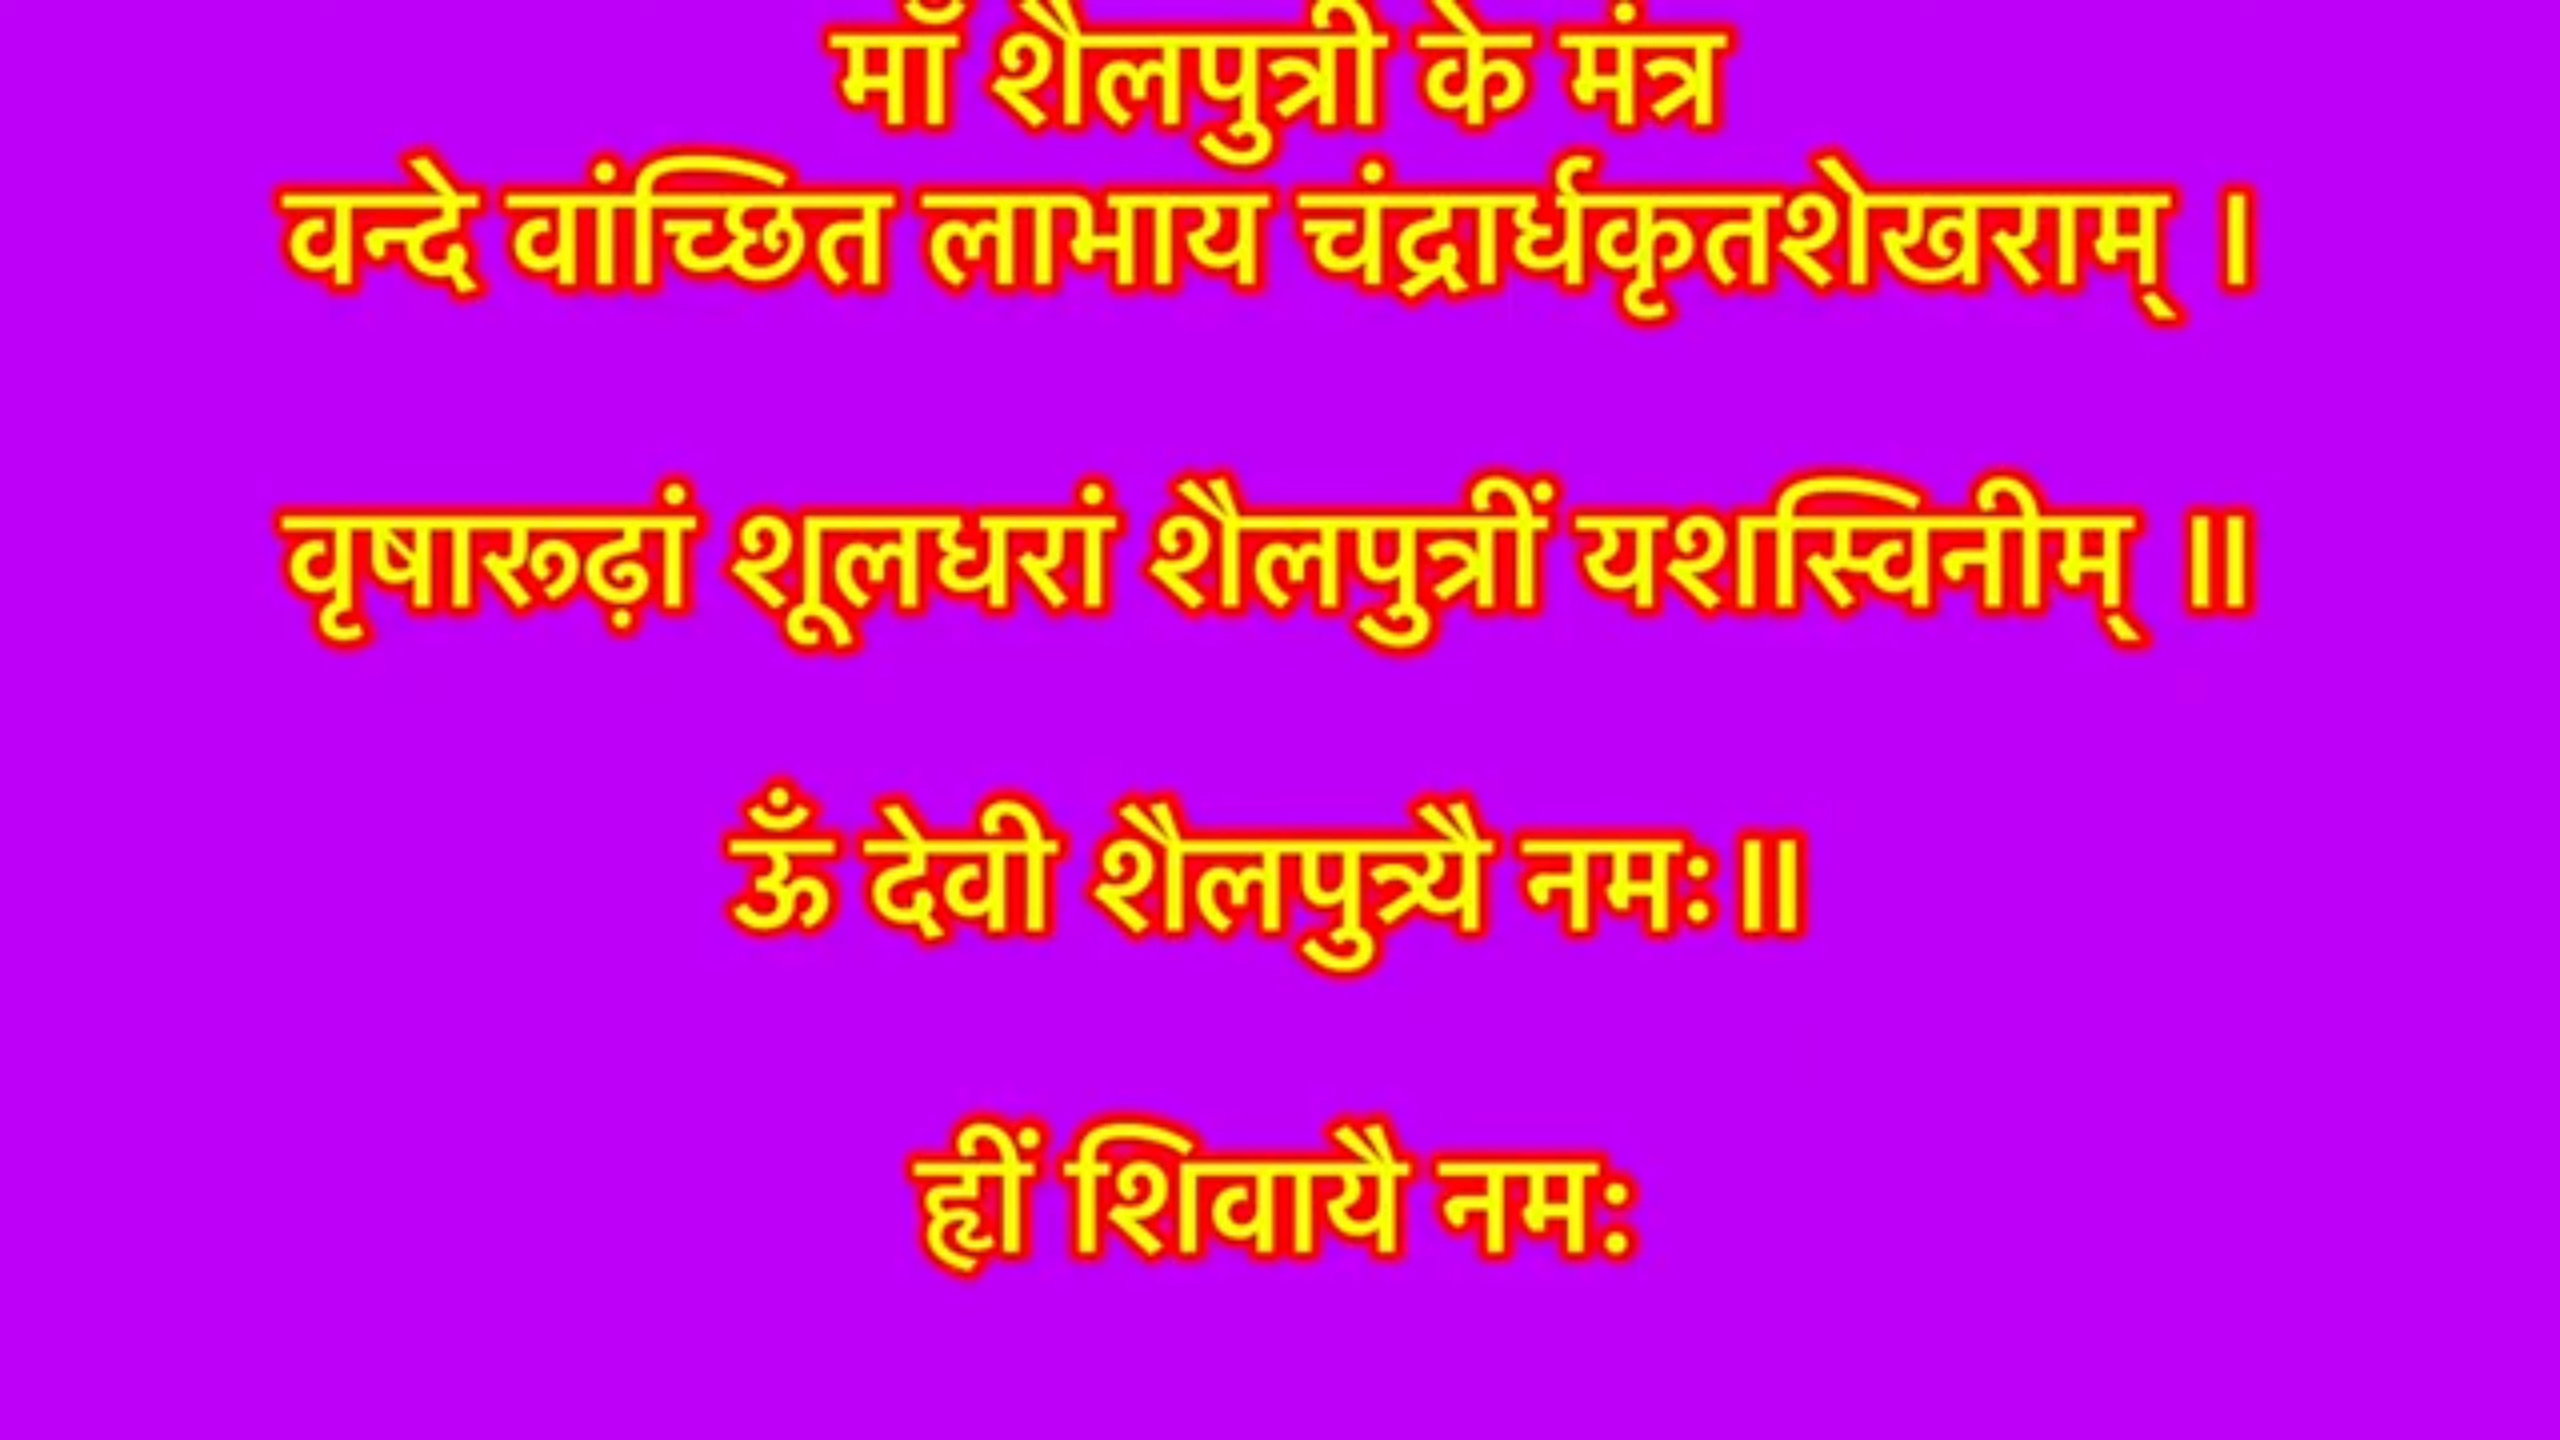 माँ शैलपुत्री के मंत्र
वन्दे वांच्छित लाभाय चंद्रार्धकृतशेखराम् ।
वृषारूढ़ां शूलधरां शैलपुत्रीं यशस्विनीम् ॥
ऊँ देवी शैलपुत्र्यै नमः॥
हृीं शिवायै नम: